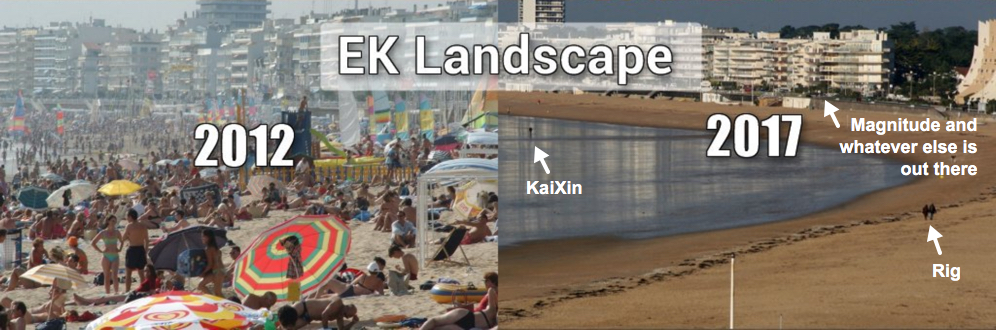 EK Landscape
2012
2017
KaiXin
Magnitude and
whatever else is
out there
Rig